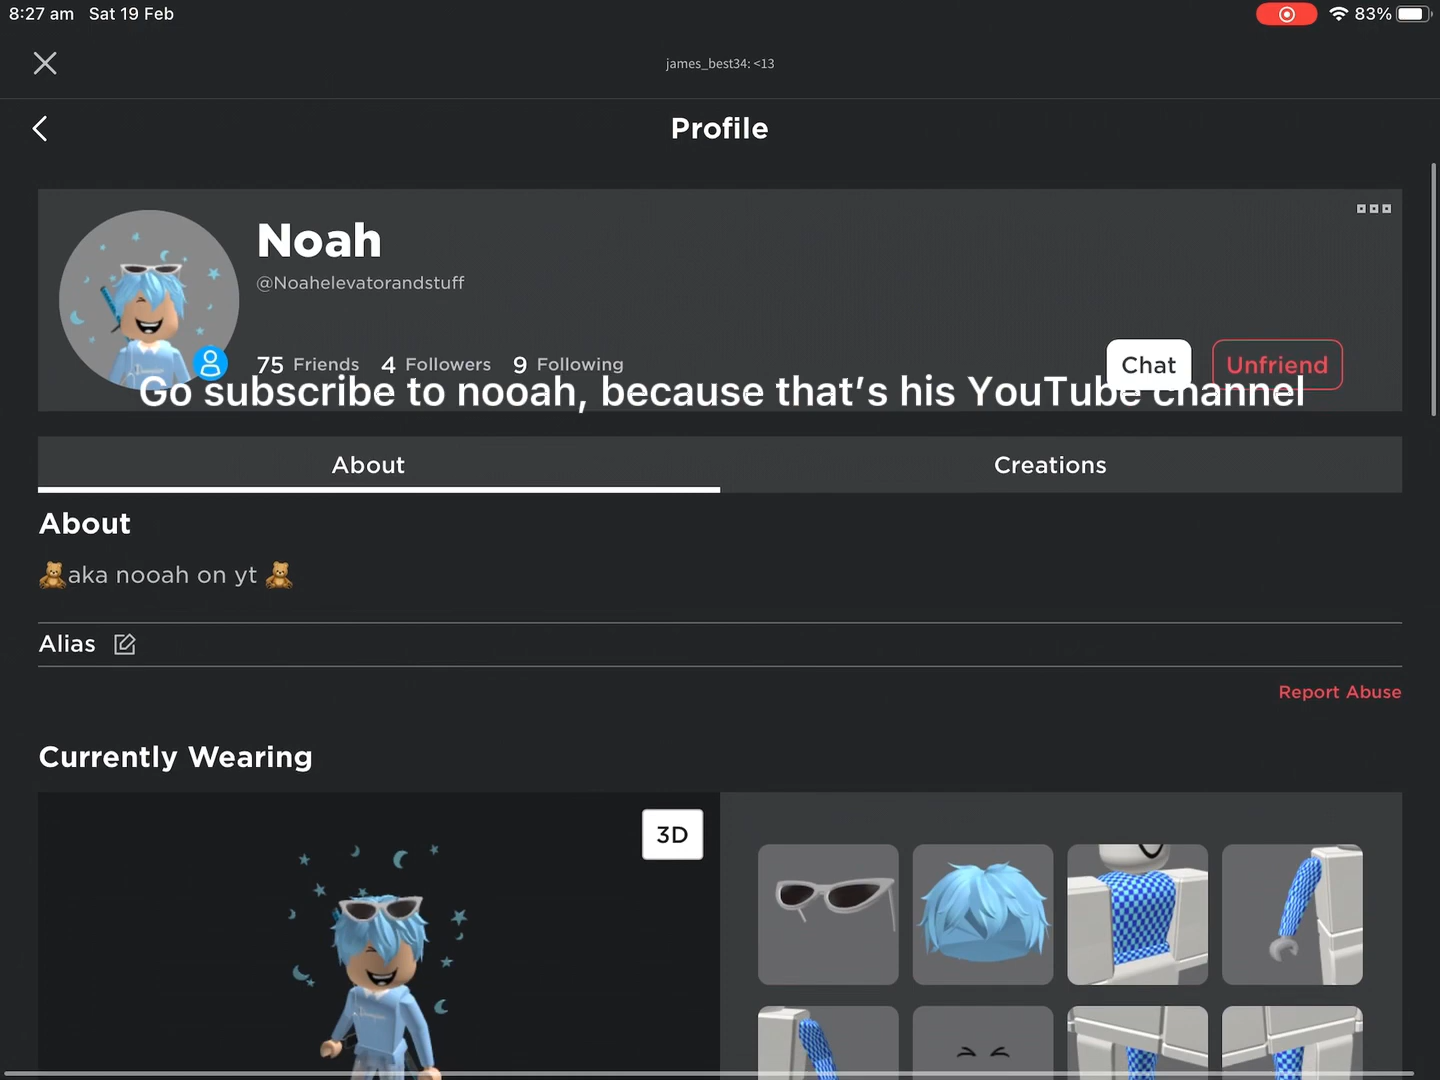 8:27 am Sat 19 Feb
83%
james_best34: <13
Profile
Noah
@Noahelevatorandstuff
75 Friends 4 Followers 9 Following
Chat
Unfriend
Go subscribe to nooah, because that's his YouTube channel
About
Creations
About
🧸aka nooah on yt 🧸
Alias
Report Abuse
Currently Wearing
3D